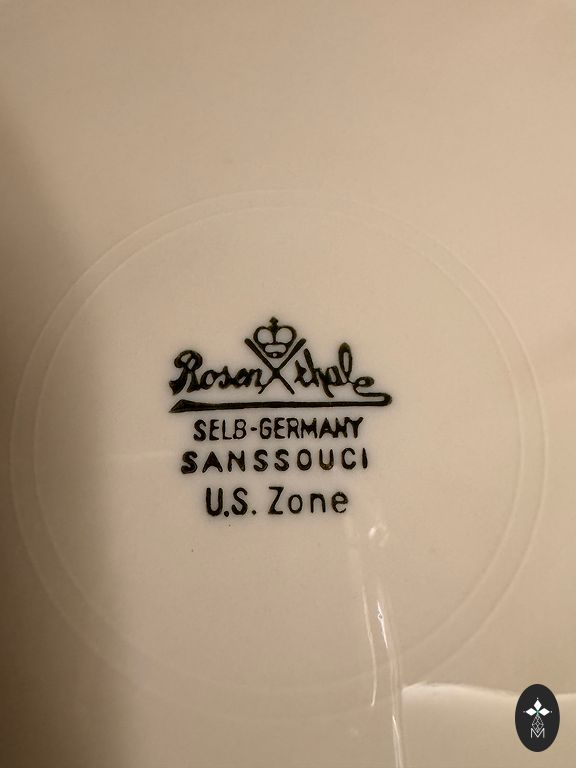 Rosenthal
SELB-GERMANY
SANSSOUCI
U.S. Zone
M